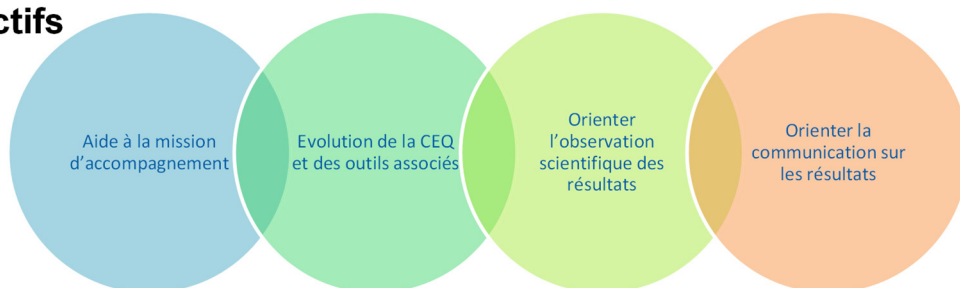 ctifs
Aide à la mission
d'accompagnement
Evolution de la CEQ
et des outils associés
Orienter
l'observation
scientifique des
résultats
Orienter la
communication sur
les résultats